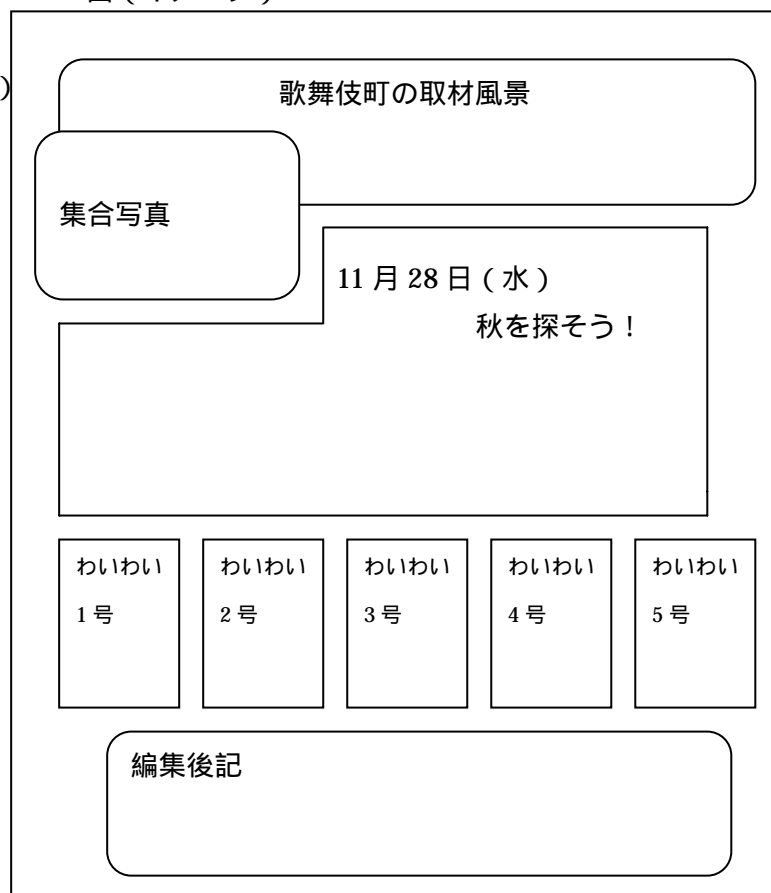 歌舞伎町の取材風景
集合写真
11月28日(水)
秋を探そう!
わいわい
1号
わいわい
2号
わいわい
3号
わいわい
4号
わいわい
5号
編集後記